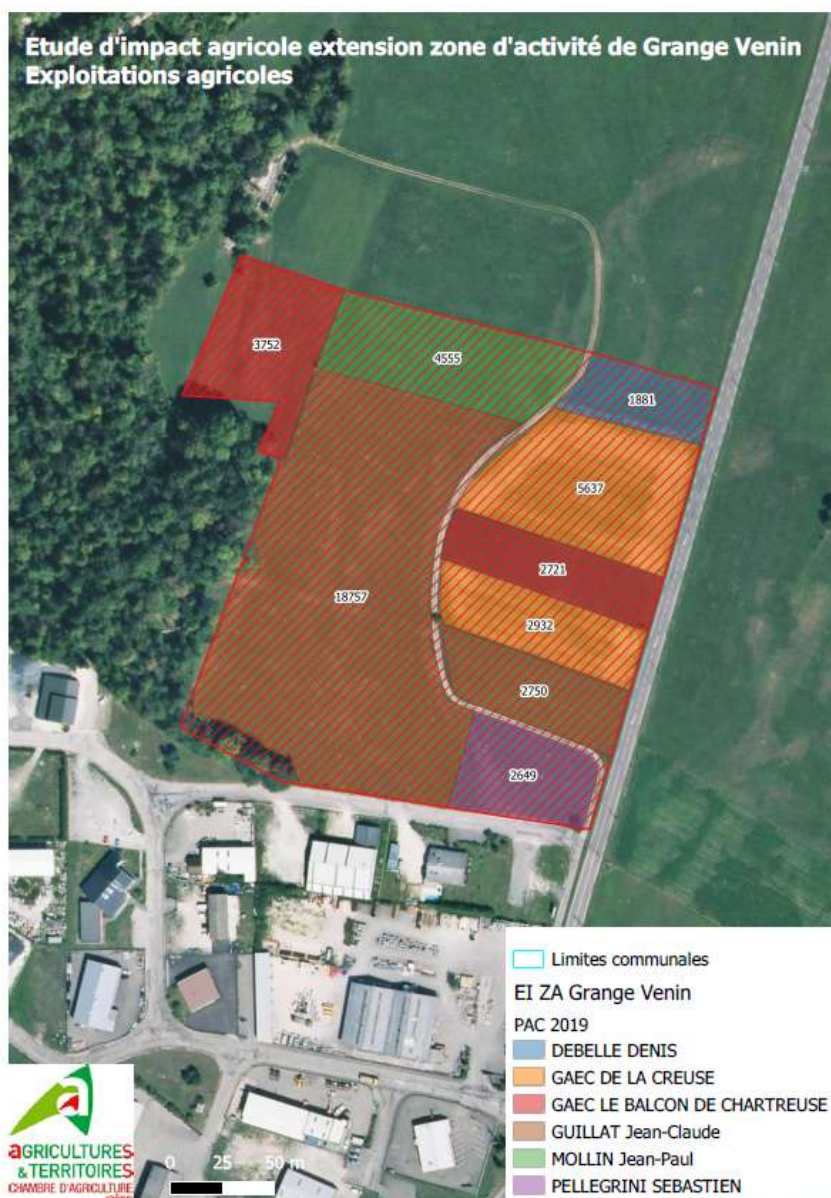 Etude d'impact agricole extension zone d'activité de Grange Venin
Exploitations agricoles
3752
4555
1881
5637
2721
18757
2932
2750
2649
Limites communales
EI ZA Grange Venin
PAC 2019
DEBELLE DENIS
GAEC DE LA CREUSE
GAEC LE BALCON DE CHARTREUSE
GUILLAT Jean-Claude
MOLLIN Jean-Paul
PELLEGRINI SEBASTIEN
aGRICULTURES
& TERRITOIRES
CHAMBRE D'AGRICULTURE
0 25 50 m